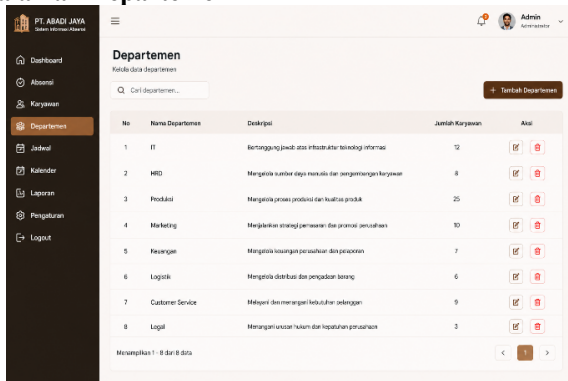 PT. ABADI JAYA
Sistem Informasi Absensi
Admin
Administrator
Dashboard
Absensi
Karyawan
Departemen
Jadwal
Kalender
Laporan
Pengaturan
Logout
Departemen
Kelola data departemen
Cari departemen...
+ Tambah Departemen
No Nama Departemen Deskripsi Jumlah Karyawan Aksi
1 IT Bertanggung jawab atas infrastruktur teknologi informasi 12
2 HRD Mengelola sumber daya manusia dan pengembangan karyawan 8
3 Produksi Mengelola proses produksi dan kualitas produk 25
4 Marketing Menjalankan strategi pemasaran dan promosi perusahaan 10
5 Keuangan Mengelola keuangan perusahaan dan pelaporan 7
6 Logistik Mengelola distribusi dan pengadaan barang 6
7 Customer Service Melayani dan menangani kebutuhan pelanggan 9
8 Legal Menangani urusan hukum dan kepatuhan perusahaan 3
Menampilkan 1 - 8 dari 8 data
< 1 >